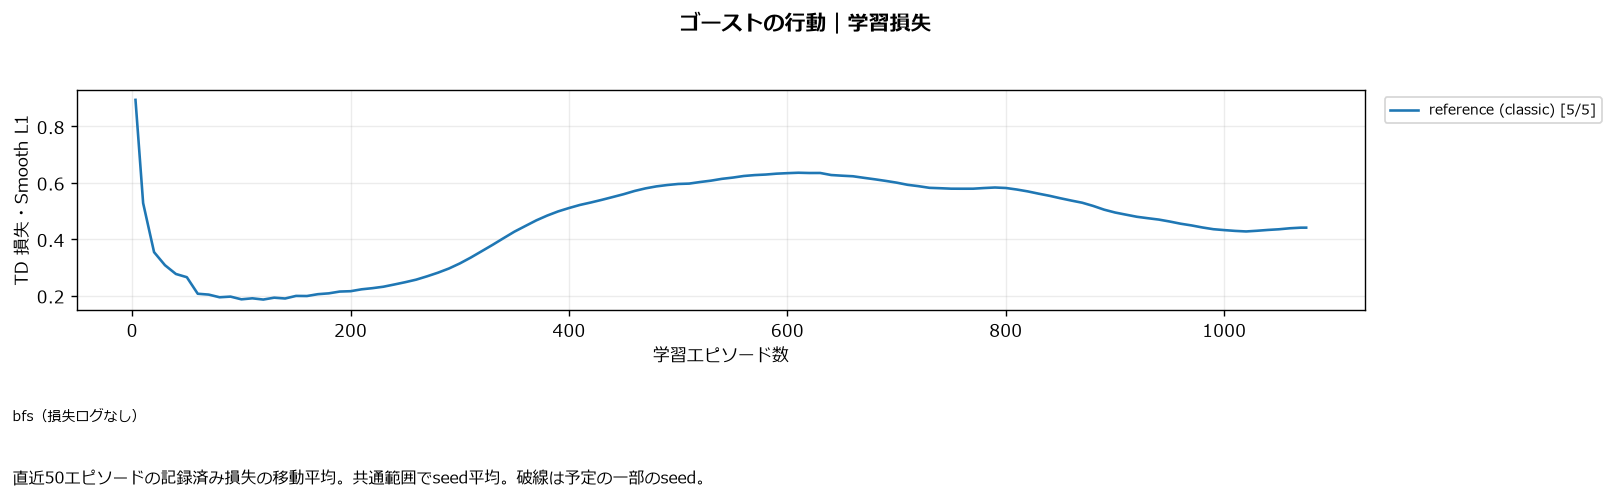 ゴーストの行動｜学習損失
reference (classic) [5/5]
TD 損失・Smooth L1
0.8
0.6
0.4
0.2
0
200
400
600
800
1000
学習エピソード数
bfs（損失ログなし）
直近50エピソードの記録済み損失の移動平均。共通範囲でseed平均。破線は予定の一部のseed。